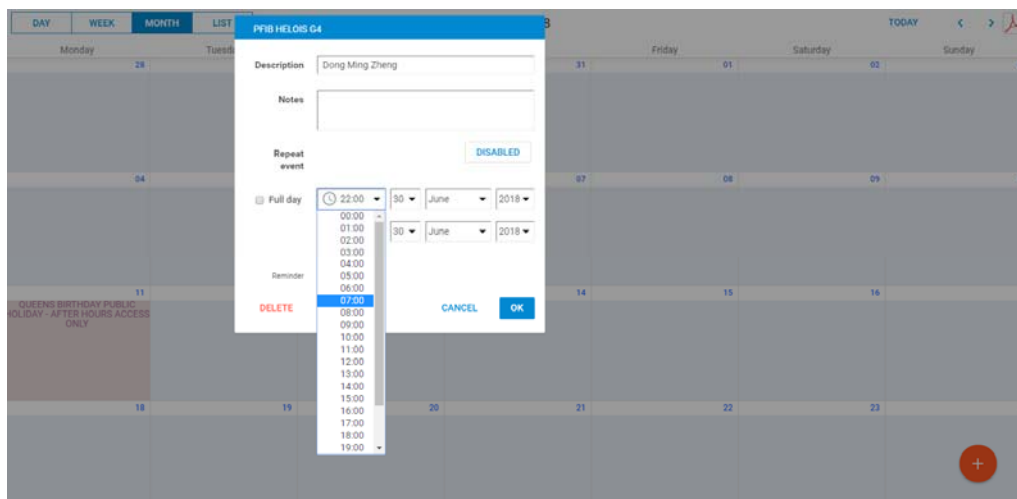 DAY WEEK MONTH LIST PFIB HELOIS G4 8 TODAY < >
Monday Friday Saturday Sunday
28 31 01 02
Description Dong Ming Zheng
Notes
Repeat event DISABLED
04 07 08 09
Full day 22:00 30 June 2018
30 June 2018
00:00
01:00
02:00
03:00
04:00
05:00
06:00
07:00
08:00
09:00
10:00
11:00
12:00
13:00
14:00
15:00
16:00
17:00
18:00
19:00
Reminder
DELETE CANCEL OK
11 14 15 16
QUEENS BIRTHDAY PUBLIC
HOLIDAY - AFTER HOURS ACCESS
ONLY
18 19 20 21 22 23
+